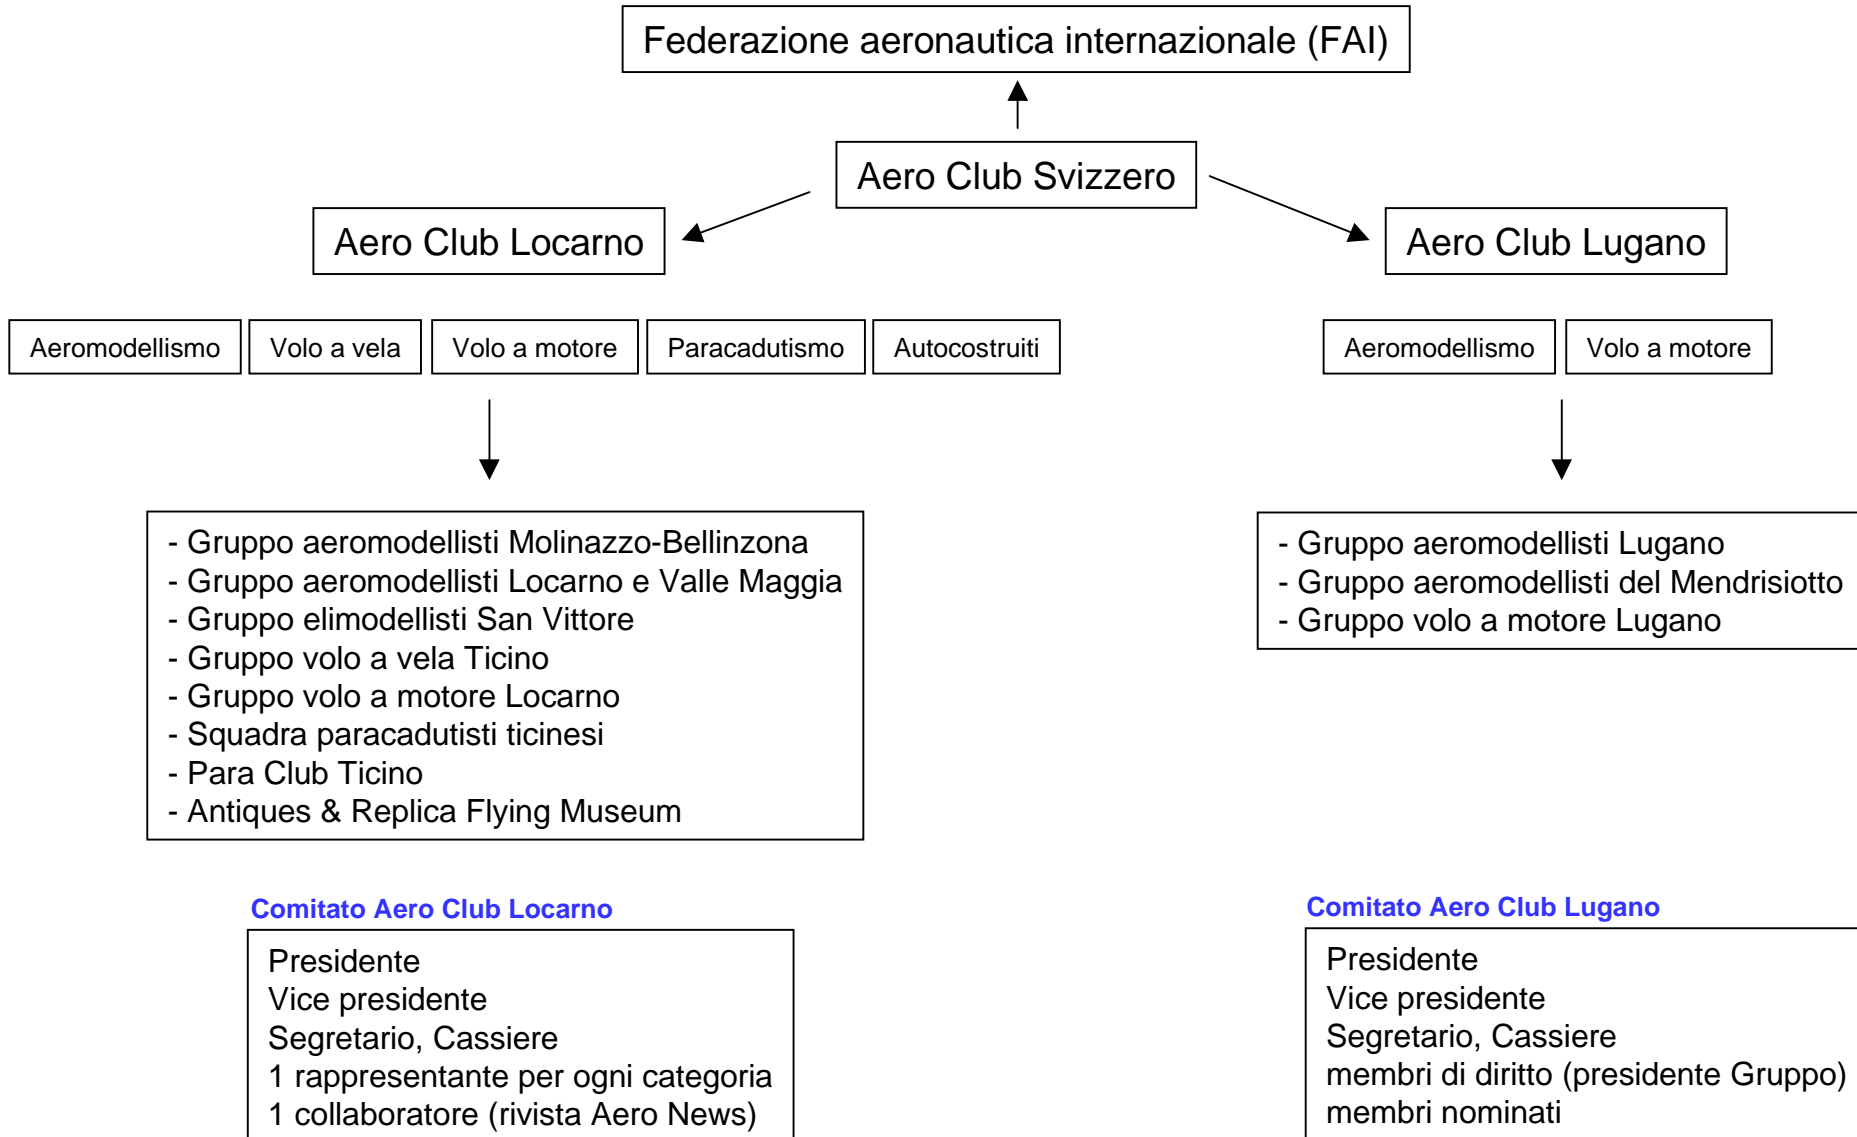 Federazione aeronautica internazionale (FAI)
Aero Club Svizzero
Aero Club Locarno
Aero Club Lugano
Aeromodellismo
Volo a vela
Volo a motore
Paracadutismo
Autocostruiti
Aeromodellismo
Volo a motore
- Gruppo aeromodellisti Molinazzo-Bellinzona
- Gruppo aeromodellisti Locarno e Valle Maggia
- Gruppo elimodellisti San Vittore
- Gruppo volo a vela Ticino
- Gruppo volo a motore Locarno
- Squadra paracadutisti ticinesi
- Para Club Ticino
- Antiques & Replica Flying Museum
- Gruppo aeromodellisti Lugano
- Gruppo aeromodellisti del Mendrisiotto
- Gruppo volo a motore Lugano
Comitato Aero Club Locarno
Presidente
Vice presidente
Segretario, Cassiere
1 rappresentante per ogni categoria
1 collaboratore (rivista Aero News)
Comitato Aero Club Lugano
Presidente
Vice presidente
Segretario, Cassiere
membri di diritto (presidente Gruppo)
membri nominati